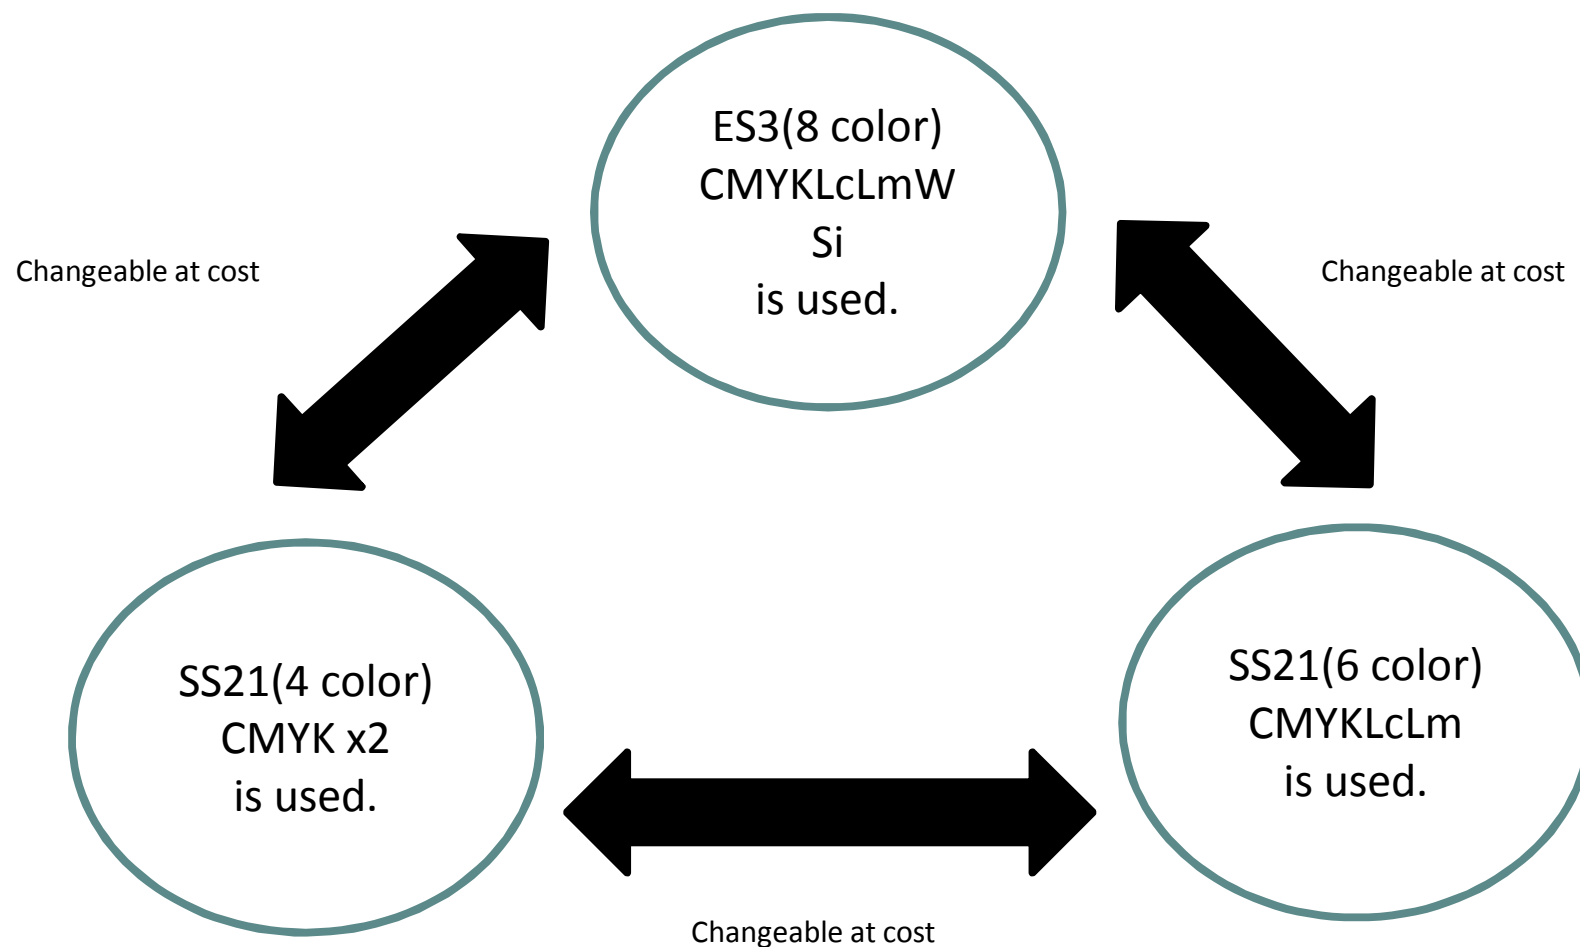 ES3(8 color)
CMYKLcLmW
Si
is used.
Changeable at cost
Changeable at cost
SS21(4 color)
CMYK x2
is used.
SS21(6 color)
CMYKLcLm
is used.
Changeable at cost